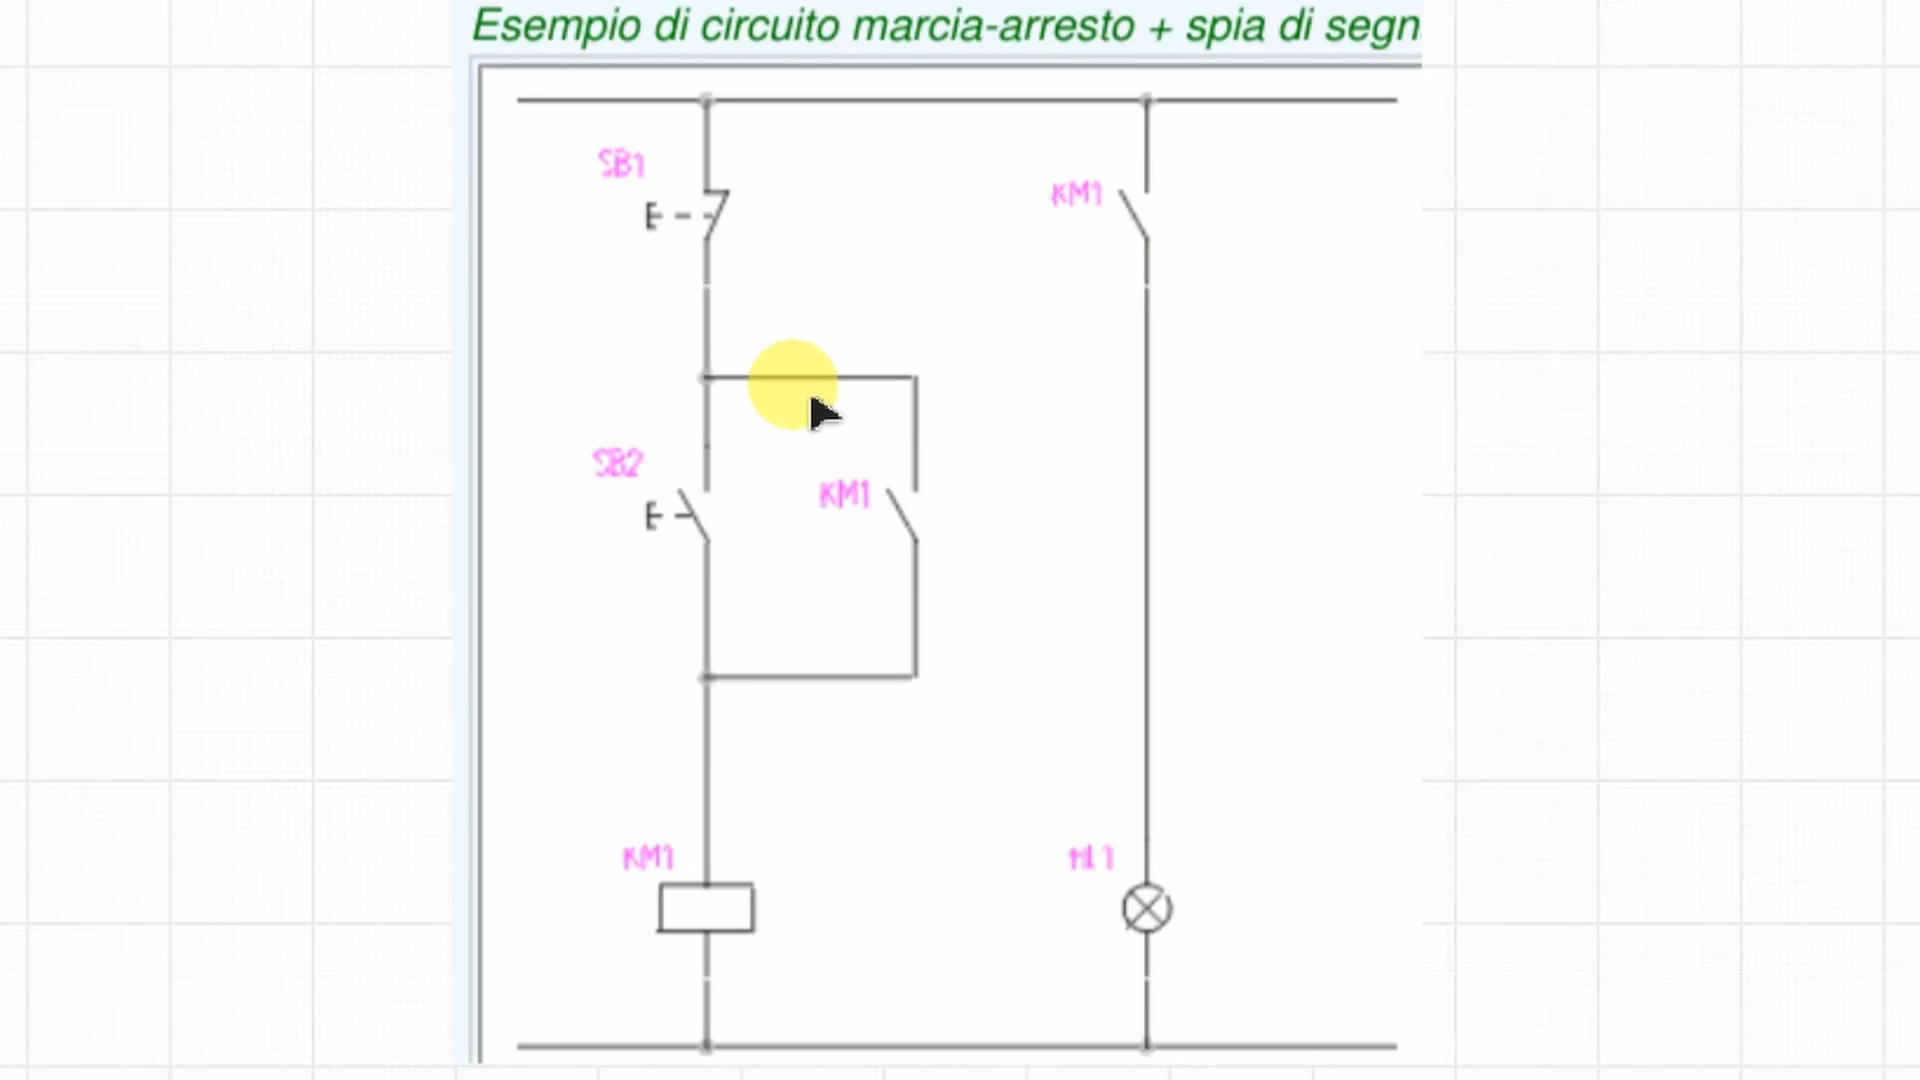 Esempio di circuito marcia-arresto + spia di segn
SB1
KM1
SB2
KM1
KM1
HL1